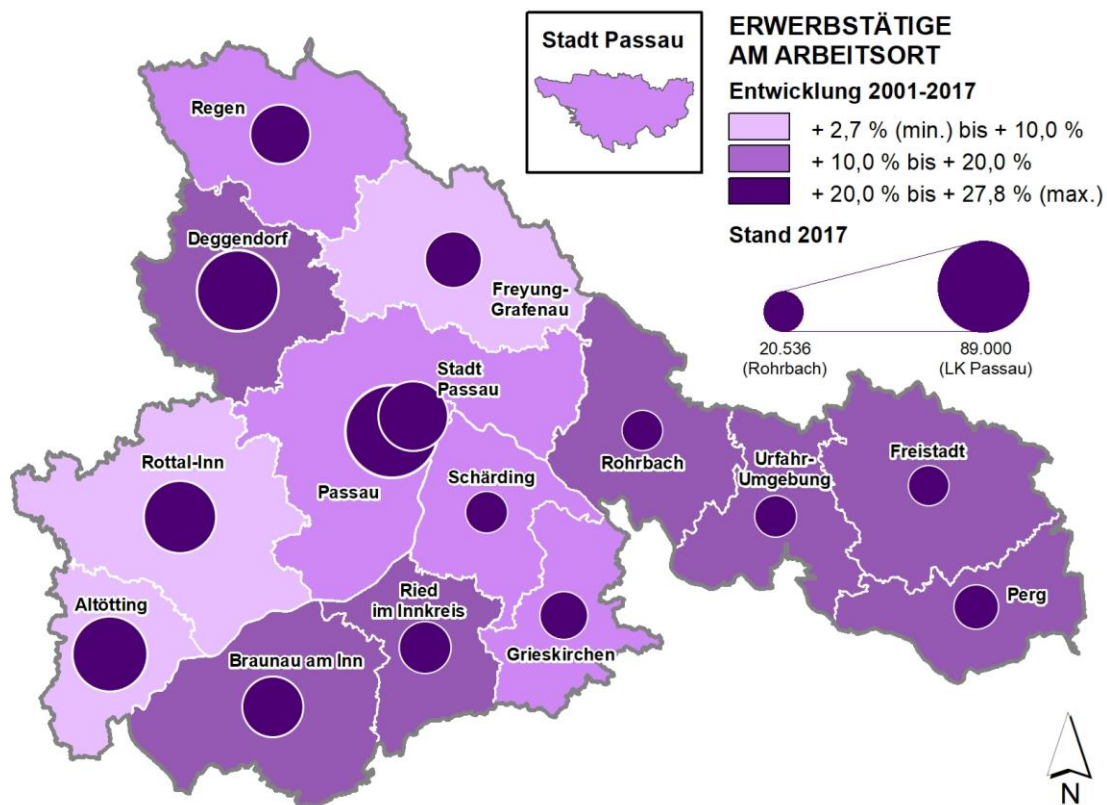 Stadt Passau
ERWERBSTÄTIGE
AM ARBEITSORT
Entwicklung 2001-2017
+ 2,7 % (min.) bis + 10,0 %
+ 10,0 % bis + 20,0 %
+ 20,0 % bis + 27,8 % (max.)
Stand 2017
20.536
(Rohrbach)
89.000
(LK Passau)
Regen
Deggendorf
Freyung-
Grafenau
Stadt
Passau
Rottal-Inn
Passau
Schärding
Rohrbach
Urfahr-
Umgebung
Freistadt
Altötting
Ried
im Innkreis
Perg
Braunau am Inn
Grieskirchen
N